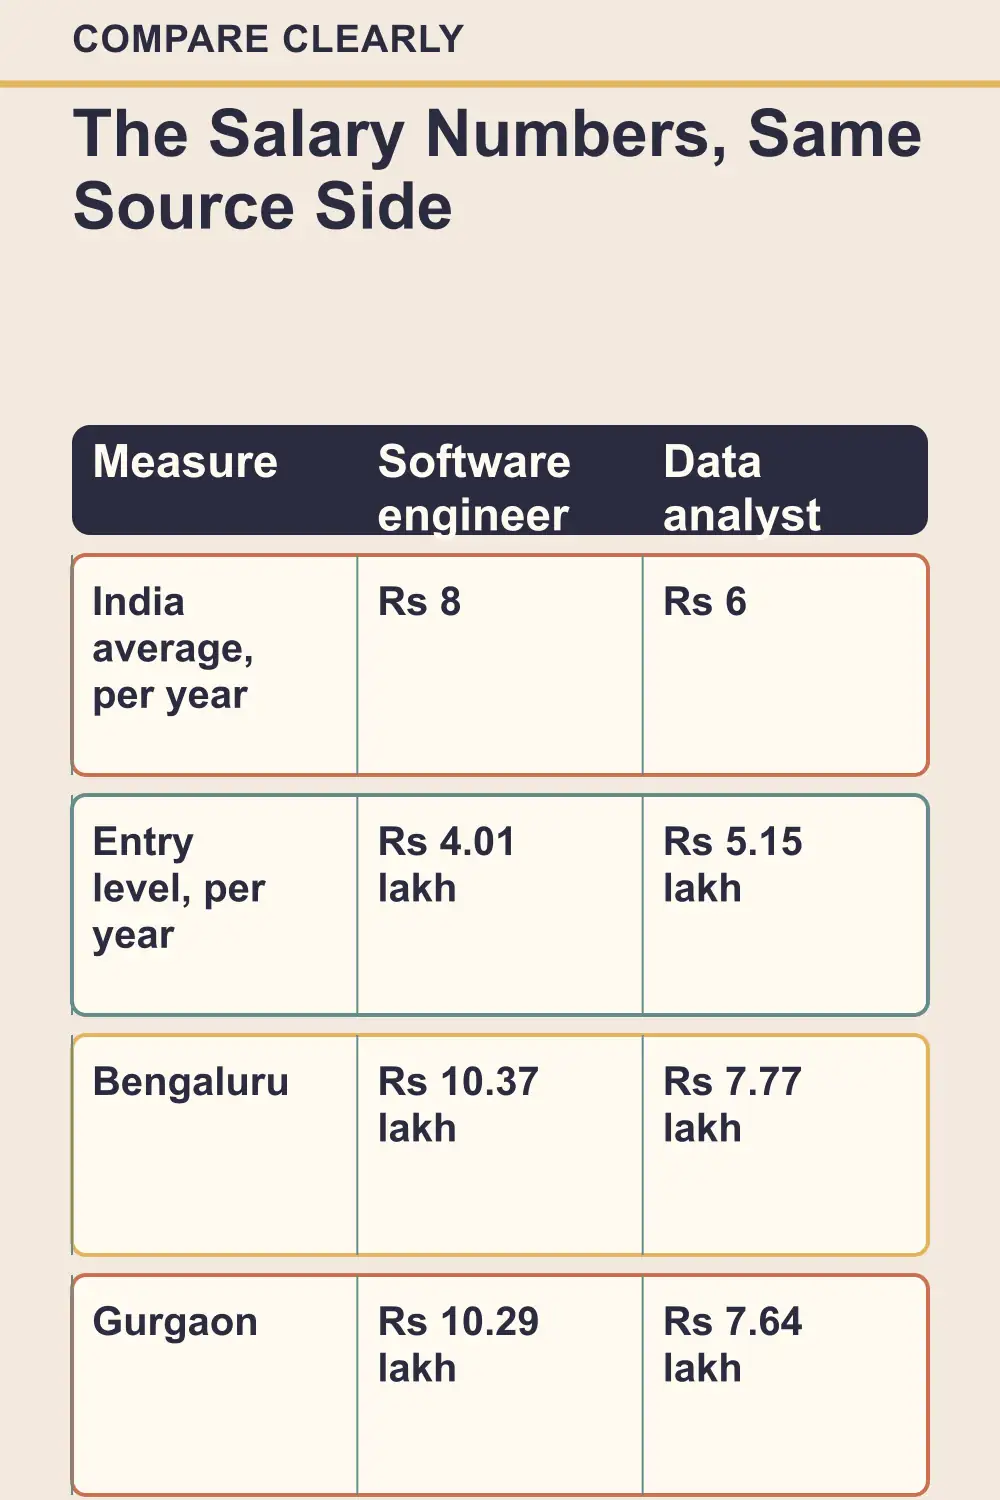 COMPARE CLEARLY
The Salary Numbers, Same
Source Side
Measure
Software
engineer
Data
analyst
India
average,
per year
Rs 8
Rs 6
Entry
level, per
year
Rs 4.01
lakh
Rs 5.15
lakh
Bengaluru
Rs 10.37
lakh
Rs 7.77
lakh
Gurgaon
Rs 10.29
lakh
Rs 7.64
lakh